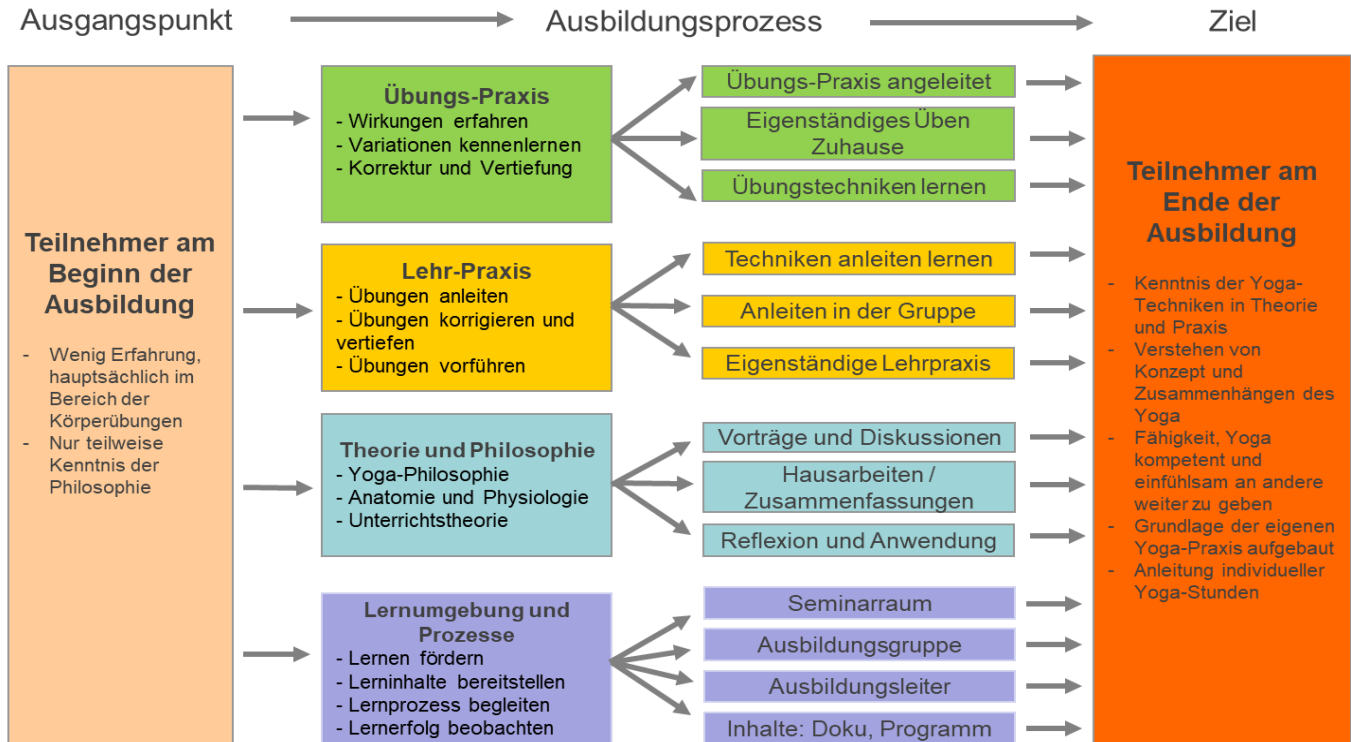 Ausgangspunkt
Ausbildungsprozess
Ziel
Teilnehmer am
Beginn der
Ausbildung
- Wenig Erfahrung,
hauptsächlich im
Bereich der
Körperübungen
- Nur teilweise
Kenntnis der
Philosophie
Übungs-Praxis
- Wirkungen erfahren
- Variationen kennenlernen
- Korrektur und Vertiefung
Übungs-Praxis angeleitet
Eigenständiges Üben
Zuhause
Übungstechniken lernen
Lehr-Praxis
- Übungen anleiten
- Übungen korrigieren und
vertiefen
- Übungen vorführen
Techniken anleiten lernen
Anleiten in der Gruppe
Eigenständige Lehrpraxis
Theorie und Philosophie
- Yoga-Philosophie
- Anatomie und Physiologie
- Unterrichtstheorie
Vorträge und Diskussionen
Hausarbeiten /
Zusammenfassungen
Reflexion und Anwendung
Lernumgebung und
Prozesse
- Lernen fördern
- Lerninhalte bereitstellen
- Lernprozess begleiten
- Lernerfolg beobachten
Seminarraum
Ausbildungsgruppe
Ausbildungsleiter
Inhalte: Doku, Programm
Teilnehmer am
Ende der
Ausbildung
- Kenntnis der Yoga-
Techniken in Theorie
und Praxis
- Verstehen von
Konzept und
Zusammenhängen des
Yoga
- Fähigkeit, Yoga
kompetent und
einfühlsam an andere
weiter zu geben
- Grundlage der eigenen
Yoga-Praxis aufgebaut
- Anleitung individueller
Yoga-Stunden